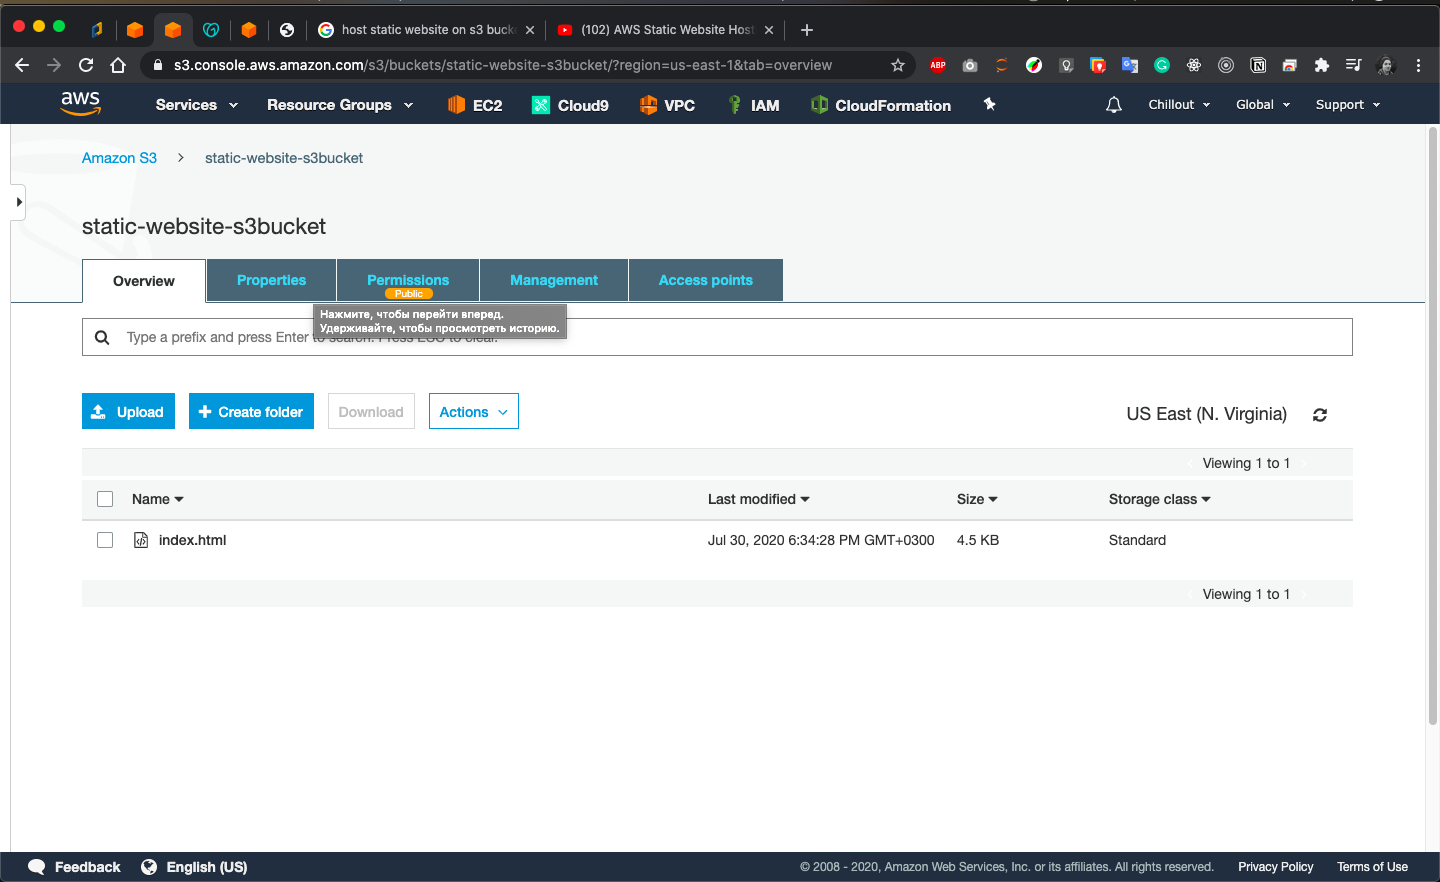 host static website on s3 buck
(102) AWS Static Website Host
s3.console.aws.amazon.com/s3/buckets/static-website-s3bucket/?region=us-east-1&tab=overview
ABP
aws
Services
Resource Groups
EC2
Cloud9
VPC
IAM
CloudFormation
Chillout
Global
Support
Amazon S3
static-website-s3bucket
static-website-s3bucket
Overview
Properties
Permissions
Public
Management
Access points
Нажмите, чтобы перейти вперед.
Удерживайте, чтобы просмотреть историю.
Type a prefix and press Enter to search. Press ESC to clear.
Upload
Create folder
Download
Actions
US East (N. Virginia)
Viewing 1 to 1
Name
Last modified
Size
Storage class
index.html
Jul 30, 2020 6:34:28 PM GMT+0300
4.5 KB
Standard
Viewing 1 to 1
Feedback
English (US)
© 2008 - 2020, Amazon Web Services, Inc. or its affiliates. All rights reserved.
Privacy Policy
Terms of Use